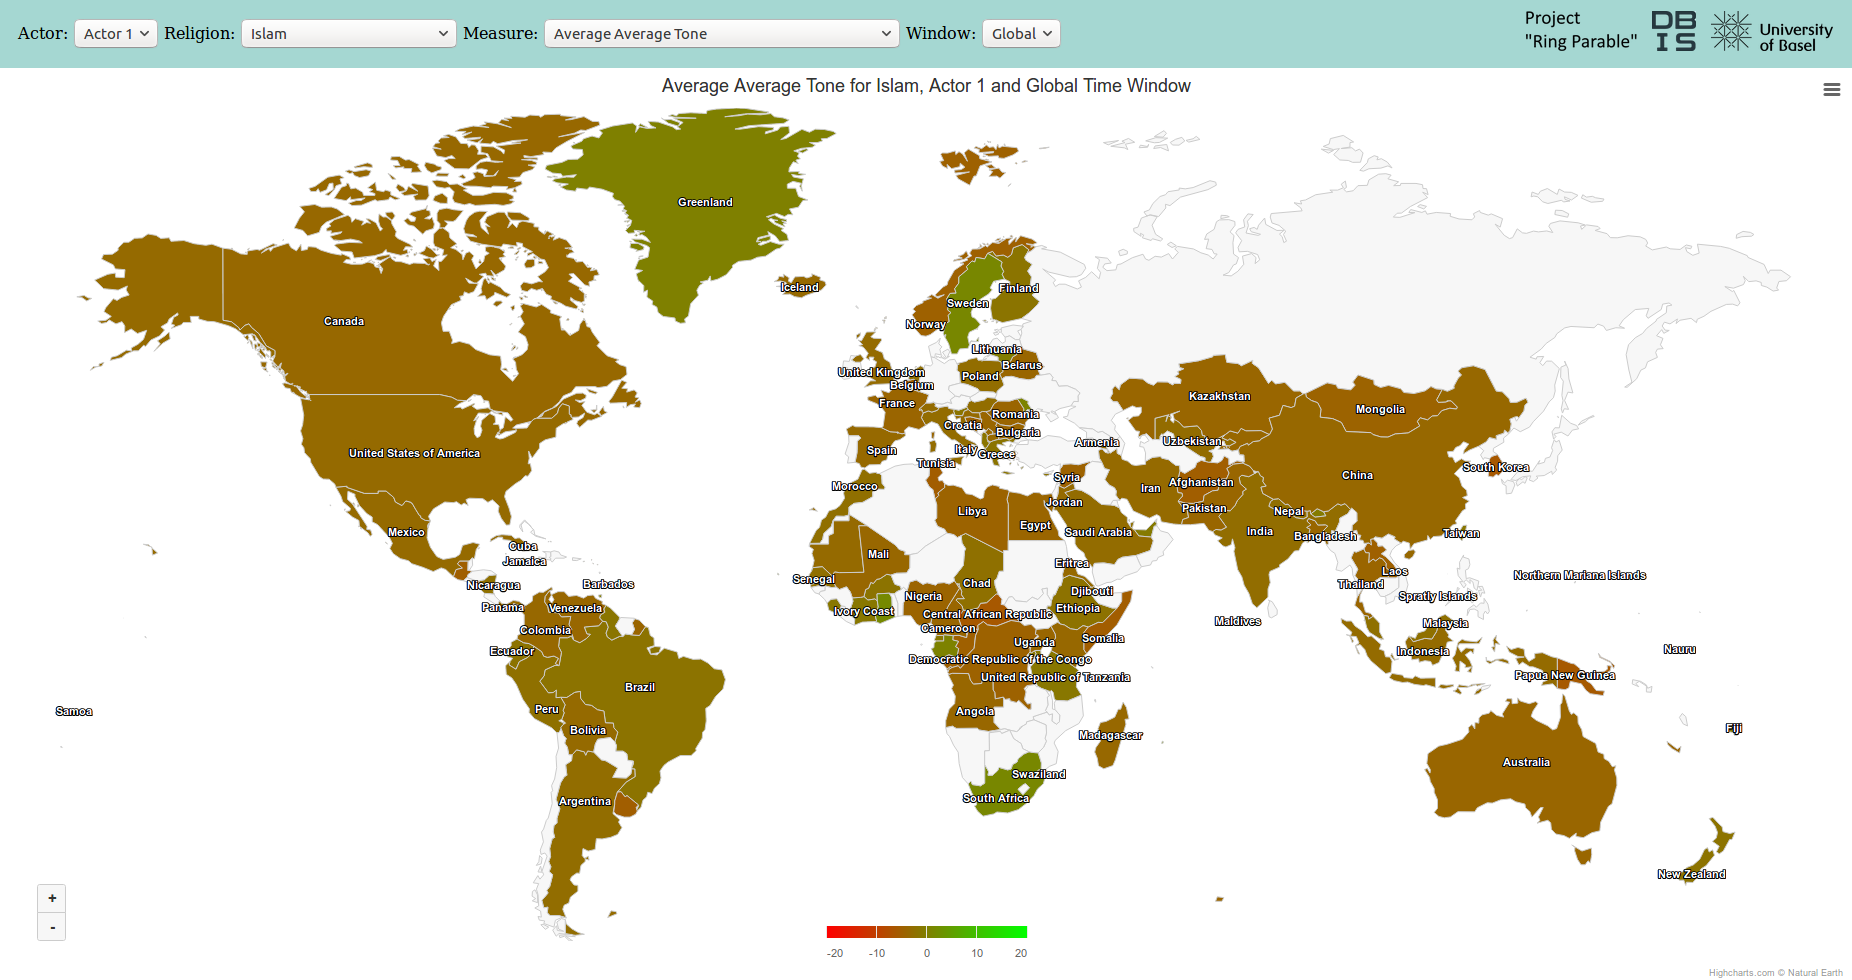 Actor: Actor 1 Religion: Islam Measure: Average Average Tone Window: Global
Project
"Ring Parable"
DB
IS
University
of Basel
Average Average Tone for Islam, Actor 1 and Global Time Window
Greenland
Iceland
Finland
Sweden
Norway
Canada
Lithuania
Belarus
United Kingdom
Poland
Belgium
France
Kazakhstan
Mongolia
Romania
Croatia
Bulgaria
Armenia
Uzbekistan
Spain
Italy
Greece
United States of America
Tunisia
South Korea
Syria
China
Morocco
Iran
Afghanistan
Jordan
Pakistan
Libya
Nepal
Egypt
Mexico
Saudi Arabia
India
Bangladesh
Taiwan
Cuba
Mali
Jamaica
Eritrea
Laos
Northern Mariana Islands
Senegal
Chad
Nicaragua
Barbados
Thailand
Djibouti
Nigeria
Spratly Islands
Panama
Venezuela
Ivory Coast
Central African Republic
Ethiopia
Maldives
Malaysia
Colombia
Cameroon
Uganda
Somalia
Ecuador
Indonesia
Nauru
Democratic Republic of the Congo
United Republic of Tanzania
Papua New Guinea
Brazil
Samoa
Peru
Angola
Bolivia
Madagascar
Fiji
Australia
Swaziland
South Africa
Argentina
New Zealand
+
-
-20 -10 0 10 20
Highcharts.com © Natural Earth